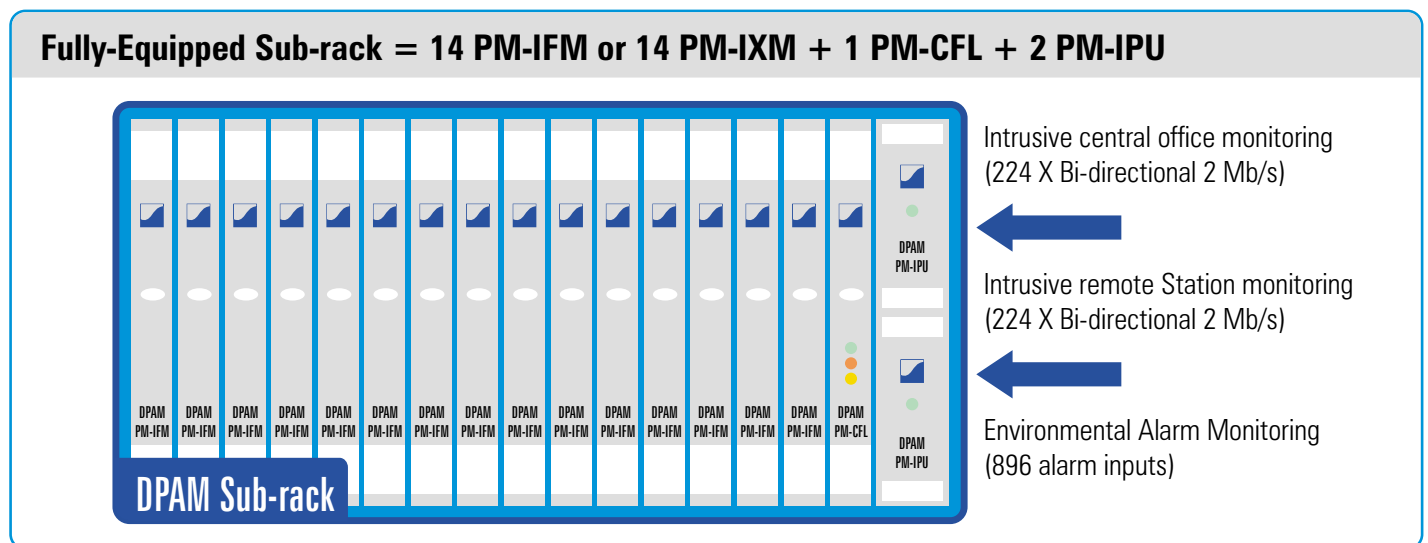 Fully-Equipped Sub-rack = 14 PM-IFM or 14 PM-IXM + 1 PM-CFL + 2 PM-IPU
DPAM DPAM DPAM DPAM DPAM DPAM DPAM DPAM DPAM DPAM DPAM DPAM DPAM DPAM DPAM DPAM
PM-IFM PM-IFM PM-IFM PM-IFM PM-IFM PM-IFM PM-IFM PM-IFM PM-IFM PM-IFM PM-IFM PM-IFM PM-IFM PM-IFM PM-IFM PM-CFL
DPAM
PM-IPU
DPAM
PM-IPU
DPAM Sub-rack
Intrusive central office monitoring
(224 X Bi-directional 2 Mb/s)
Intrusive remote Station monitoring
(224 X Bi-directional 2 Mb/s)
Environmental Alarm Monitoring
(896 alarm inputs)